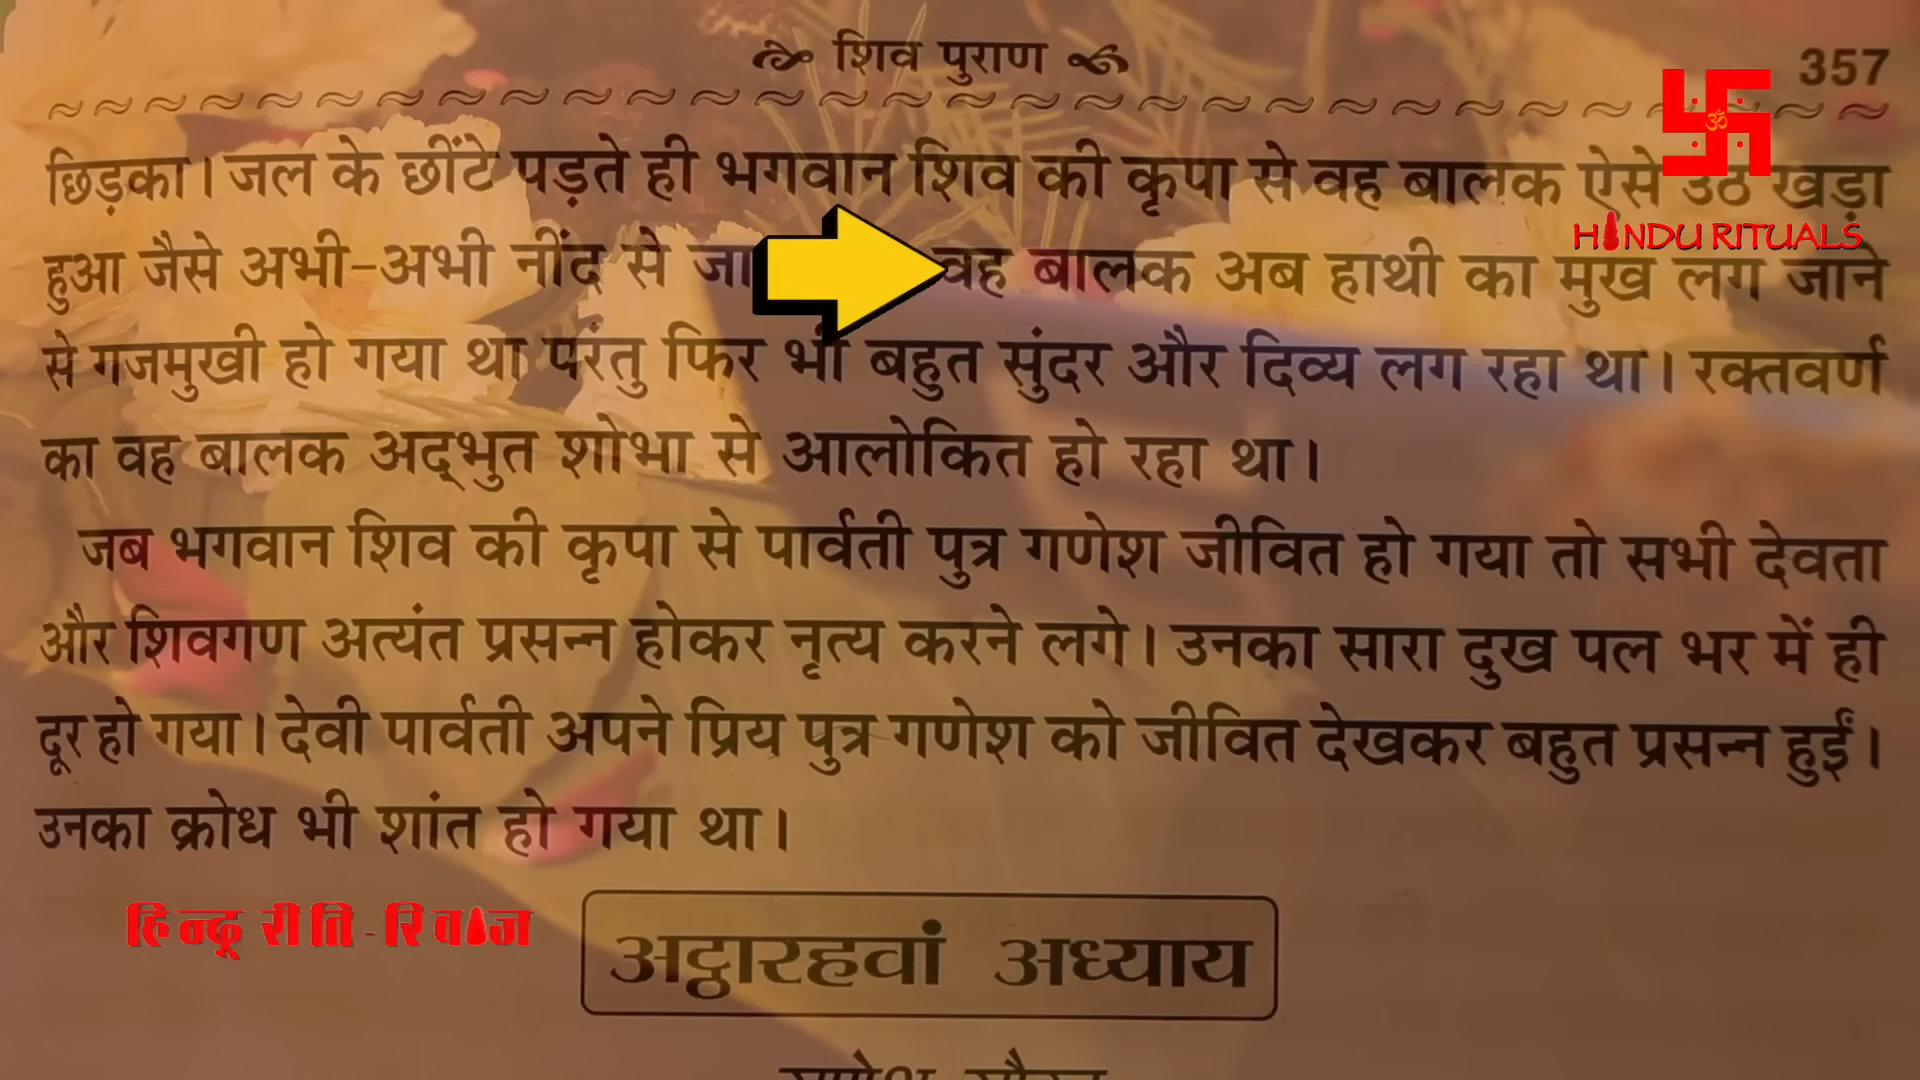 शिव पुराण
357
छिड़का। जल के छींटे पड़ते ही भगवान शिव की कृपा से वह बालक ऐसे उठ खड़ा
हुआ जैसे अभी-अभी नींद से वह बालक अब हाथी का मुख लग जाने
से गजमुखी हो गया था परंतु फिर भी बहुत सुंदर और दिव्य लग रहा था। रक्तवर्ण
का वह बालक अद्भुत शोभा से आलोकित हो रहा था।
जब भगवान शिव की कृपा से पार्वती पुत्र गणेश जीवित हो गया तो सभी देवता
और शिवगण अत्यंत प्रसन्न होकर नृत्य करने लगे। उनका सारा दुख पल भर में ही
दूर हो गया। देवी पार्वती अपने प्रिय पुत्र गणेश को जीवित देखकर बहुत प्रसन्न हुईं।
उनका क्रोध भी शांत हो गया था।
अट्ठारहवां अध्याय
ॐ
HINDU RITUALS
हिन्दू रीति-रिवाज